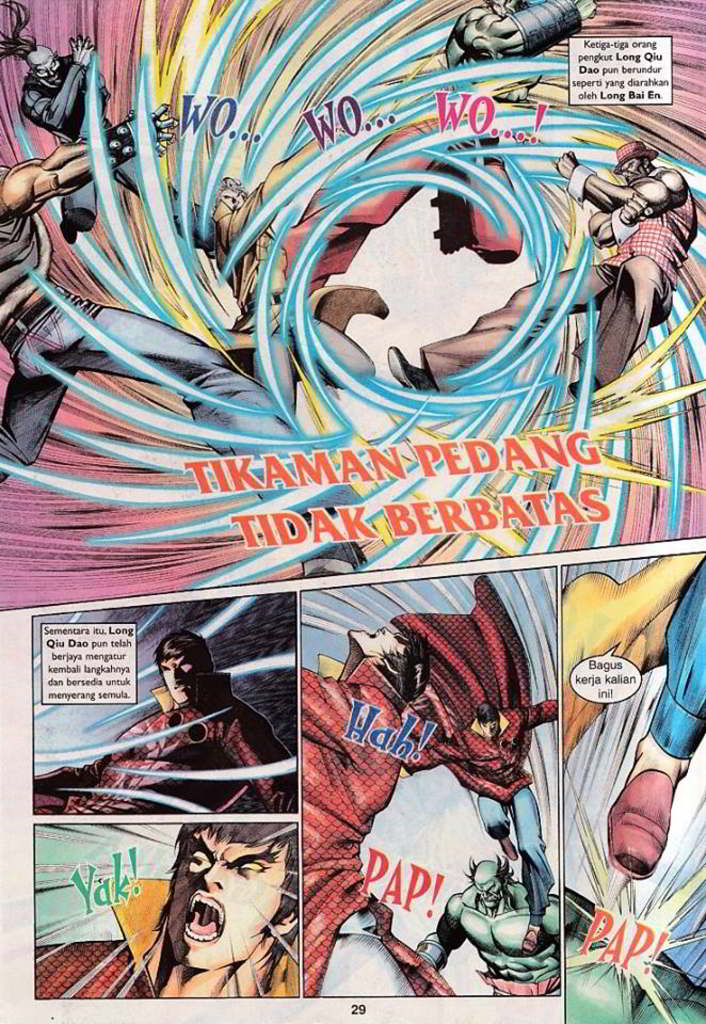 Ketiga-tiga orang
pengkut Long Qiu
Dao pun berundur
seperti yang diarahkan
oleh Long Bai En.
WO... WO... WO...!
TIKAMAN PEDANG
TIDAK BERBATAS
Sementara itu, Long
Qiu Dao pun telah
berjaya mengatur
kembali langkahnya
dan bersedia untuk
menyerang semula.
Yak!
Hah!
PAP!
Bagus
kerja kalian
ini!
PAP!
29